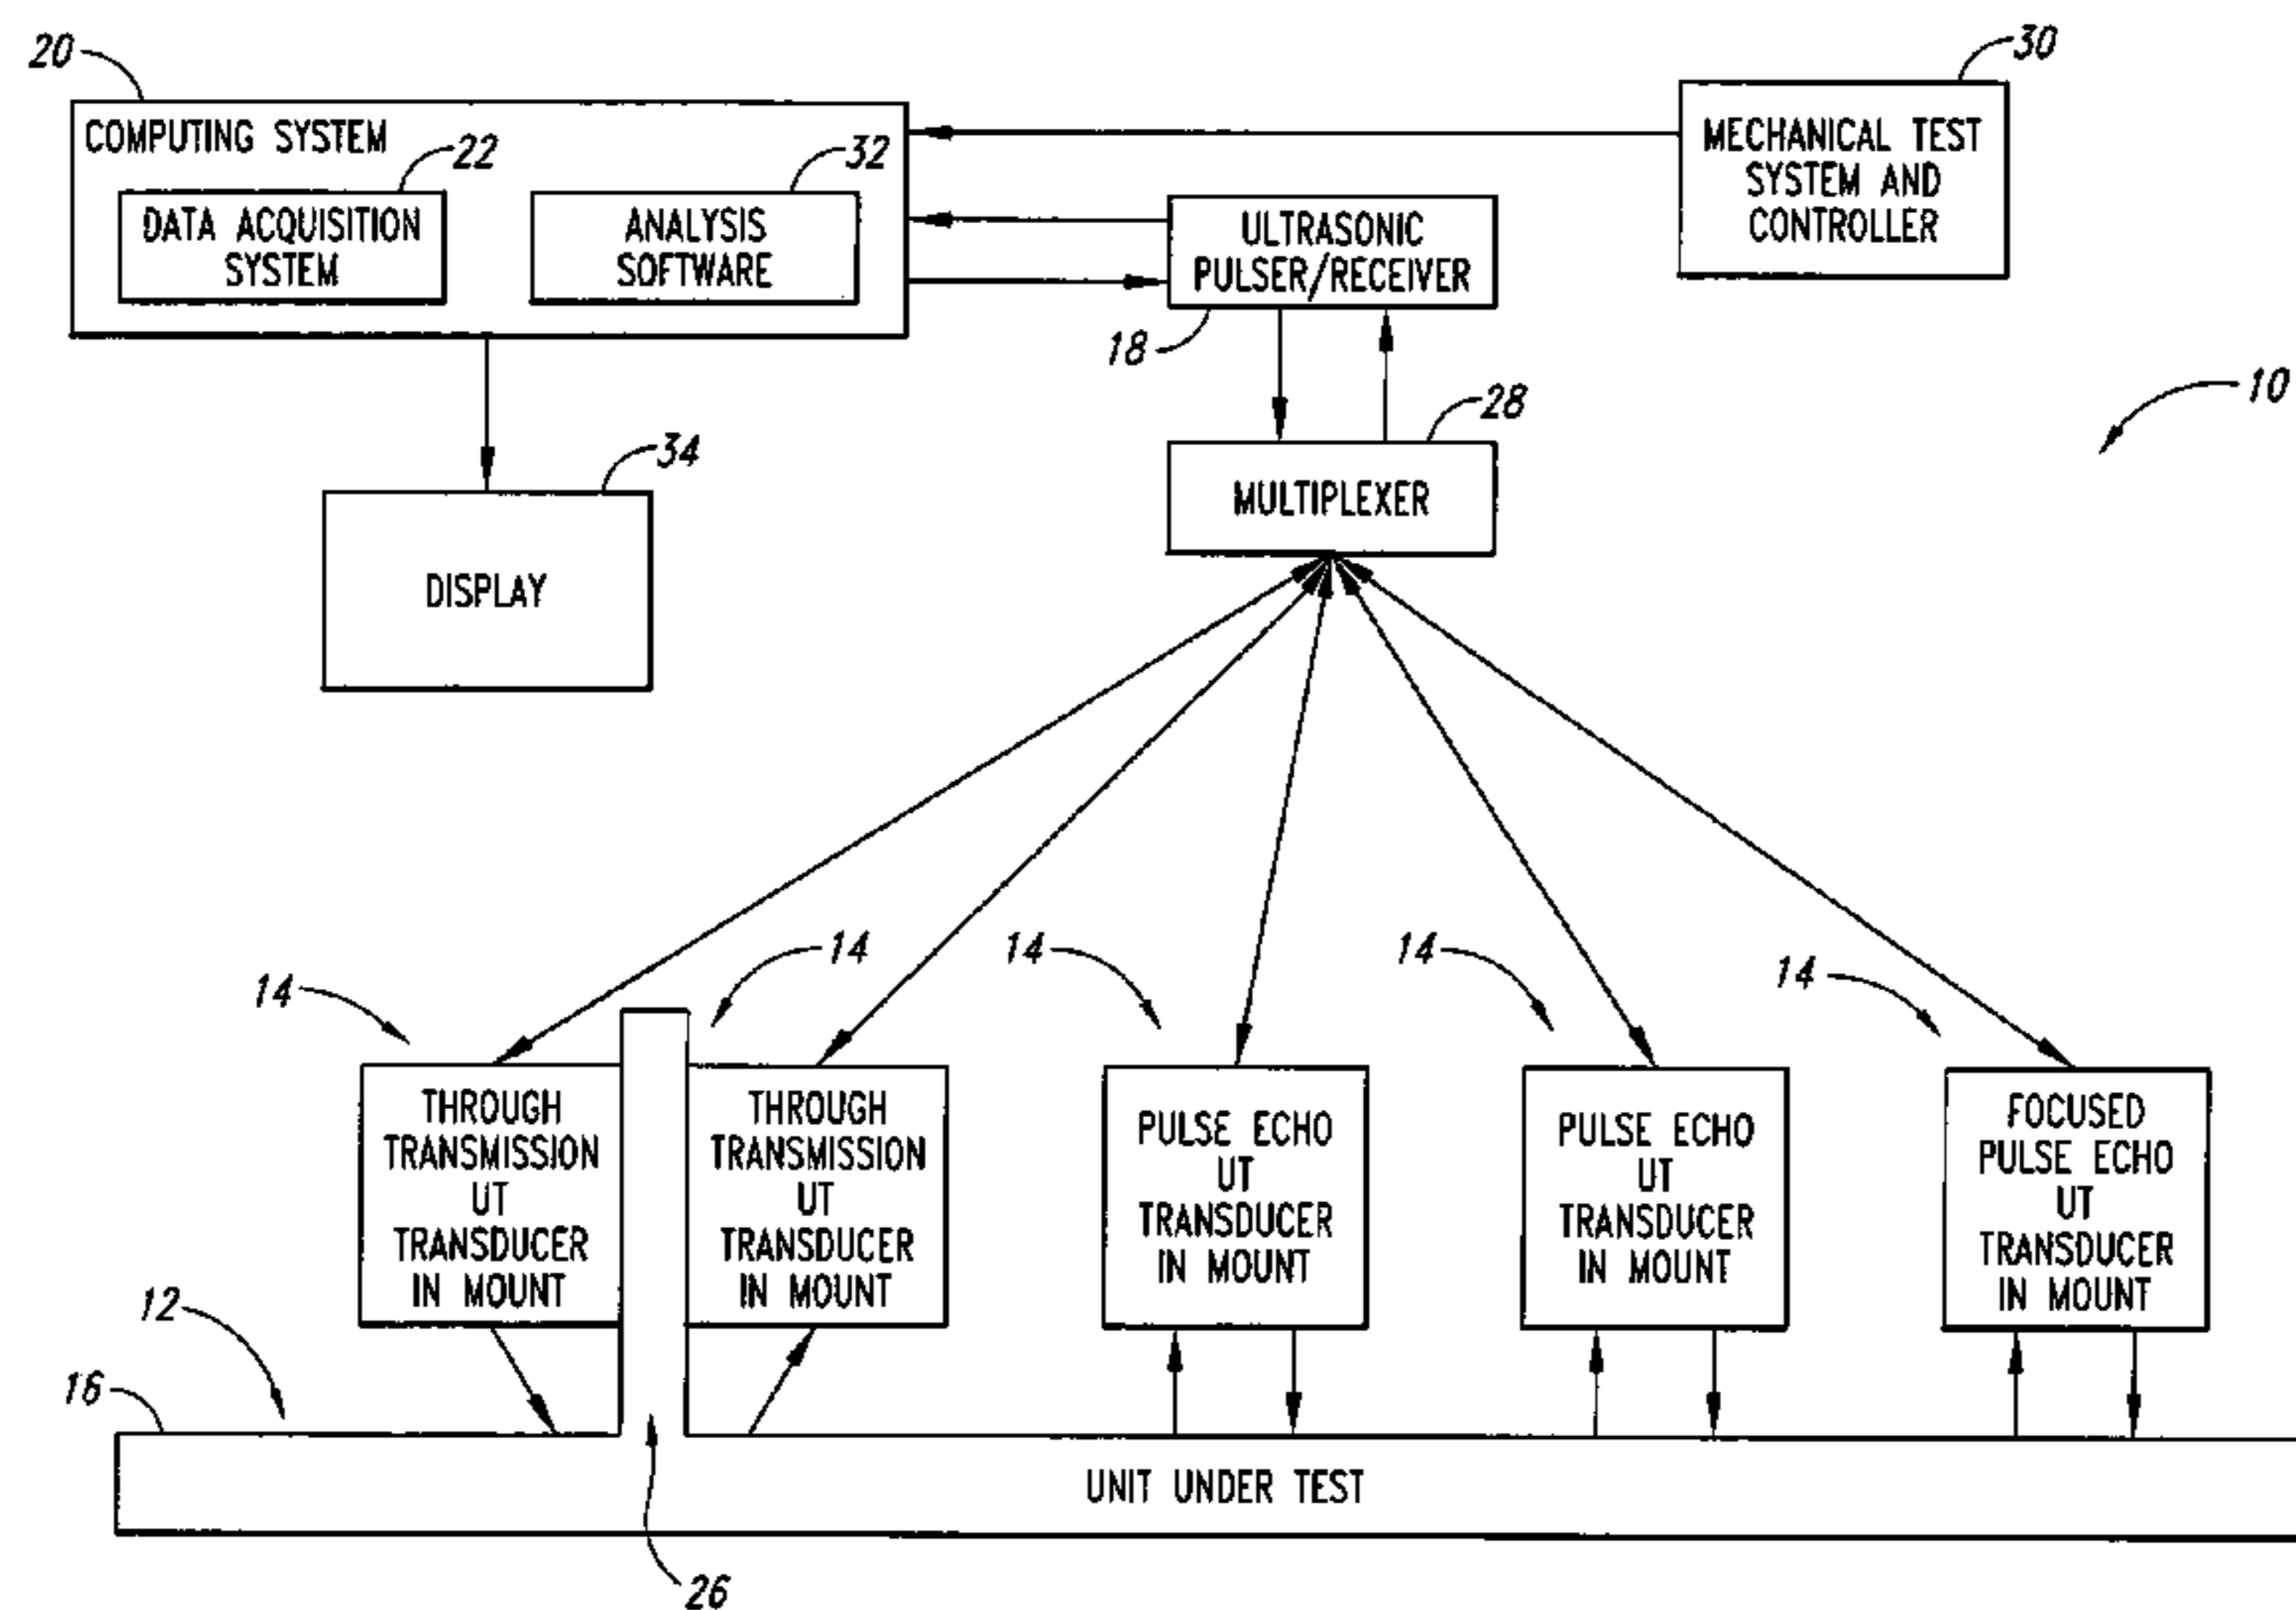 20
COMPUTING SYSTEM
22
DATA ACQUISITION
SYSTEM
32
ANALYSIS
SOFTWARE
30
MECHANICAL TEST
SYSTEM AND
CONTROLLER
ULTRASONIC
PULSER/RECEIVER
18
28
MULTIPLEXER
10
34
DISPLAY
14
14
14
14
14
THROUGH
TRANSMISSION
UT
TRANSDUCER
IN MOUNT
THROUGH
TRANSMISSION
UT
TRANSDUCER
IN MOUNT
PULSE ECHO
UT
TRANSDUCER
IN MOUNT
PULSE ECHO
UT
TRANSDUCER
IN MOUNT
FOCUSED
PULSE ECHO
UT
TRANSDUCER
IN MOUNT
12
16
UNIT UNDER TEST
26